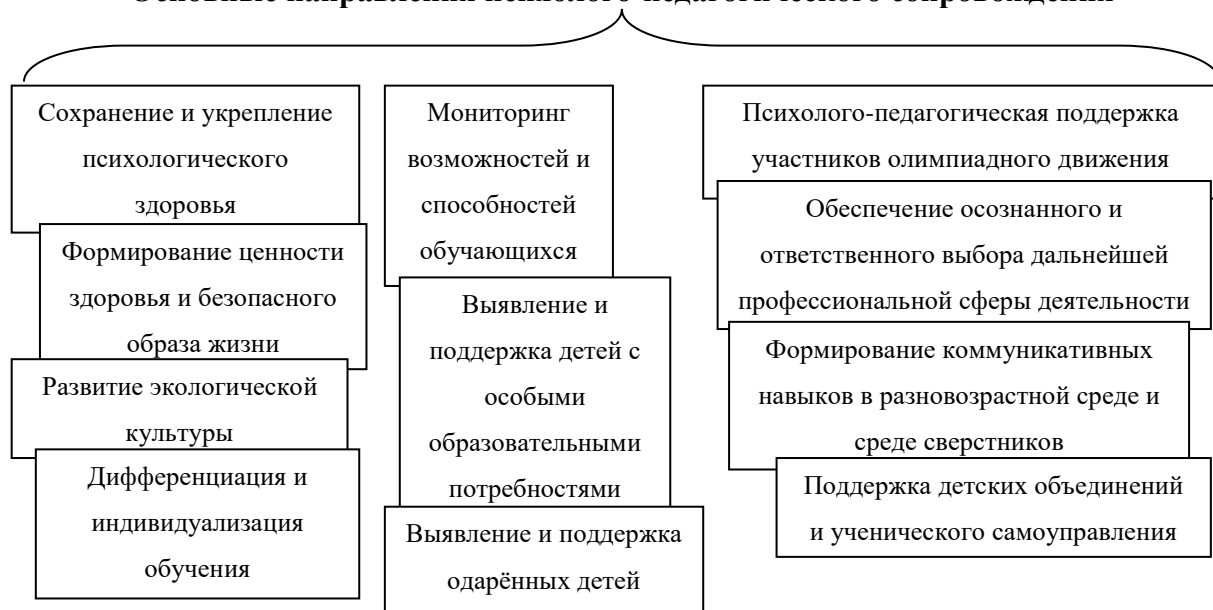 Основные направления психолого-педагогического сопровождения
Сохранение и укрепление
психологического
здоровья
Формирование ценности
здоровья и безопасного
образа жизни
Развитие экологической
культуры
Дифференциация и
индивидуализация
обучения
Мониторинг
возможностей и
способностей
обучающихся
Выявление и
поддержка детей с
особыми
образовательными
потребностями
Выявление и поддержка
одарённых детей
Психолого-педагогическая поддержка
участников олимпиадного движения
Обеспечение осознанного и
ответственного выбора дальнейшей
профессиональной сферы деятельности
Формирование коммуникативных
навыков в разновозрастной среде и
среде сверстников
Поддержка детских объединений
и ученического самоуправления